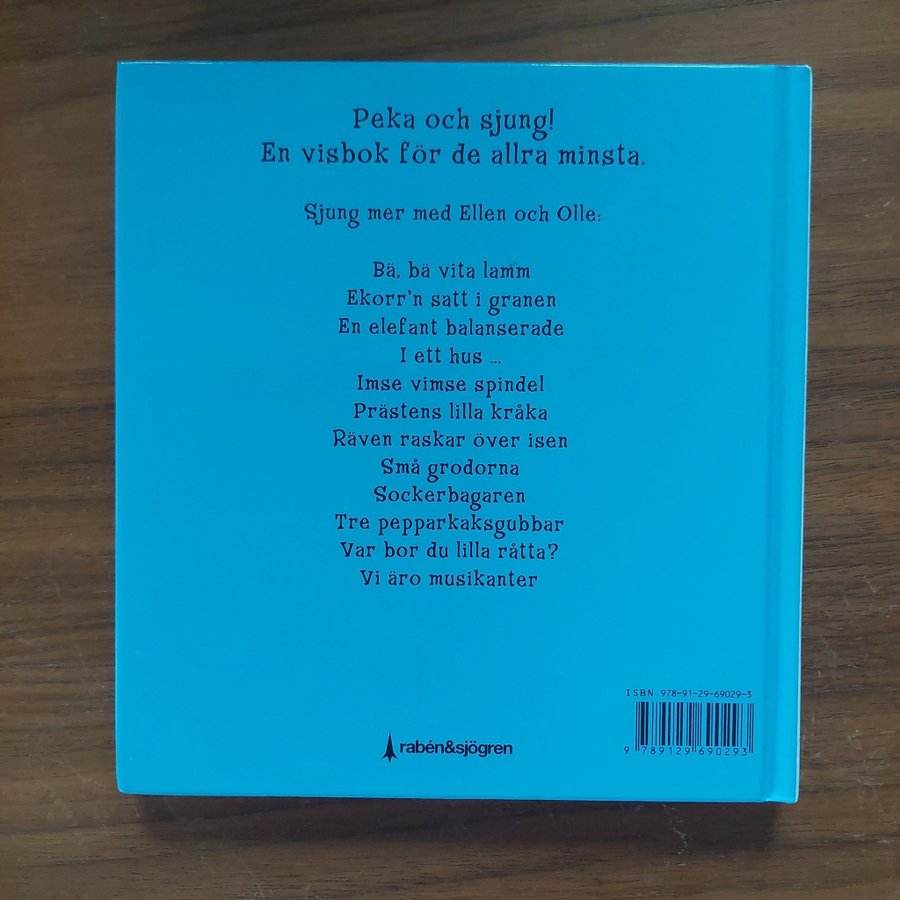 Peka och sjung!
En visbok för de allra minsta.
Sjung mer med Ellen och Olle:
Bä, bä vita lamm
Ekorr'n satt i granen
En elefant balanserade
I ett hus ...
Imse vimse spindel
Prästens lilla kråka
Räven raskar över isen
Små grodorna
Sockerbagaren
Tre pepparkaksgubbar
Var bor du lilla råtta?
Vi äro musikanter
ISBN 978-91-29-69029-3
9 789129 690293
rabén&sjögren